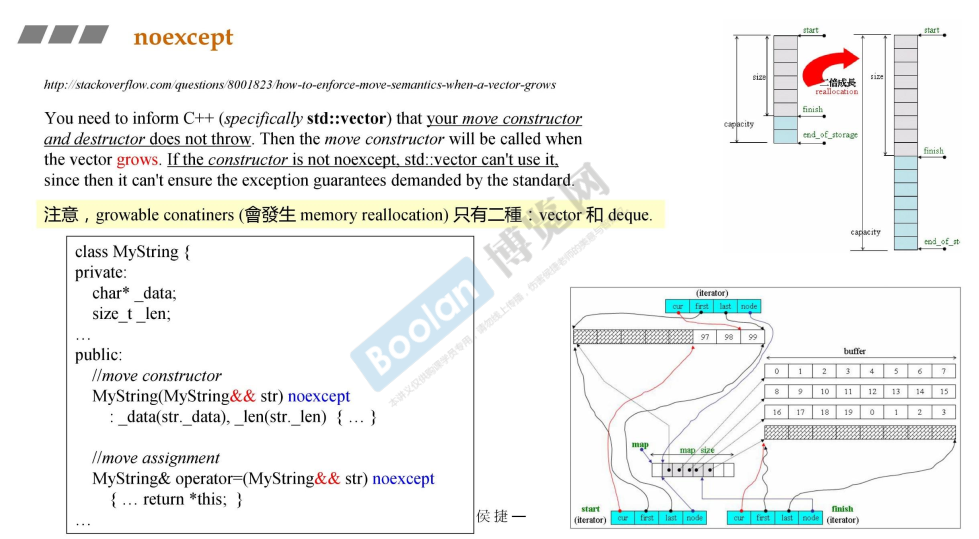 noexcept
http://stackoverflow.com/questions/8001823/how-to-enforce-move-semantics-when-a-vector-grows
You need to inform C++ (specifically std::vector) that your move constructor
and destructor does not throw. Then the move constructor will be called when
the vector grows. If the constructor is not noexcept, std::vector can't use it,
since then it can't ensure the exception guarantees demanded by the standard.
注意，growable conatiners (會發生 memory reallocation) 只有二種：vector 和 deque.
class MyString {
private:
char* _data;
size_t _len;
…
public:
//move constructor
MyString(MyString&& str) noexcept
: _data(str._data), _len(str._len) { … }
//move assignment
MyString& operator=(MyString&& str) noexcept
{ … return *this; }
…
侯捷
start
start
size
二倍成長
reallocation
size
finish
capacity
end_of_storage
finish
capacity
end_of_st
(iterator)
cur first last node
97 98 99
buffer
0 1 2 3 4 5 6 7
8 9 10 11 12 13 14 15
16 17 18 19 0 1 2 3
map
map size
start
(iterator)
cur first last node
cur first last node
finish
(iterator)
Boolan
博览网